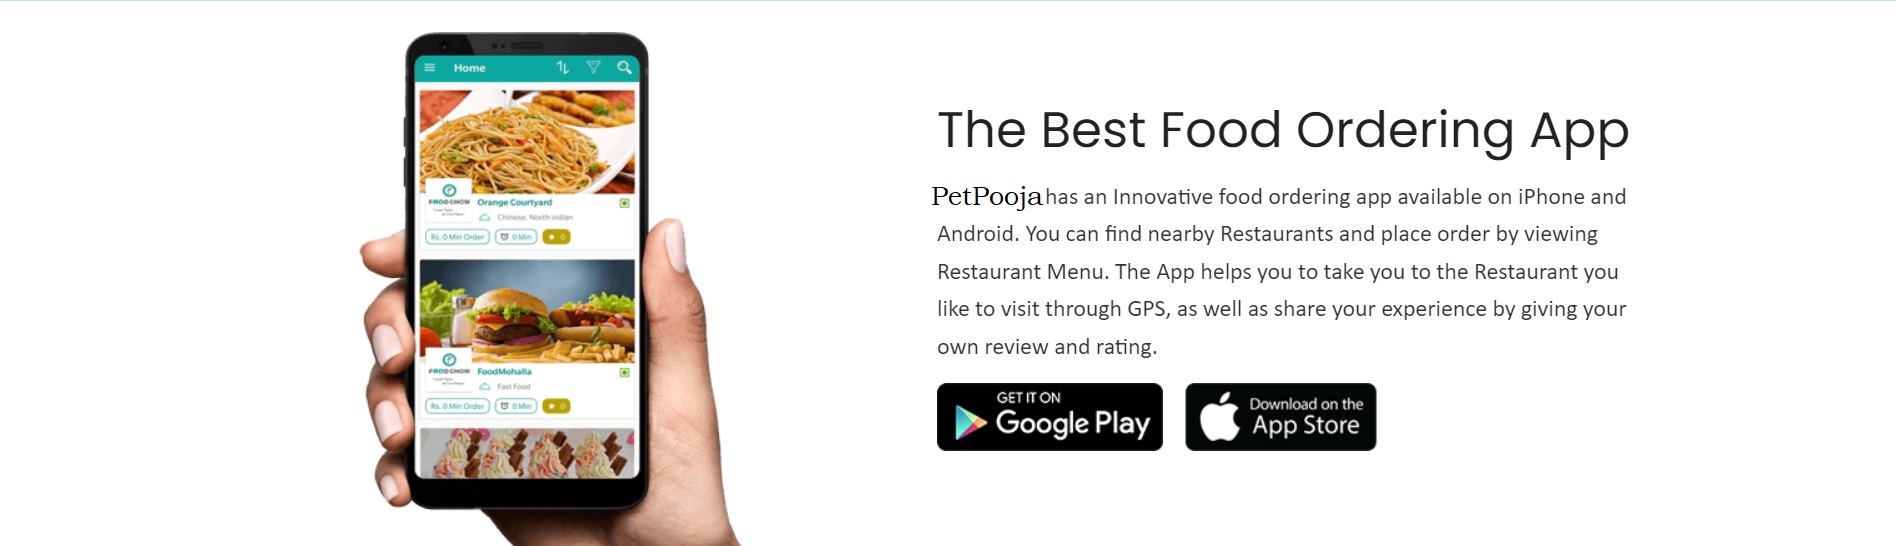 Home
Orange Courtyard
Chinese, North indian
Rs. 0 Min Order
0 Min
0
FOODCHOW
FoodMohalla
Fast Food
Rs. 0 Min Order
0 Min
0
FOODCHOW
The Best Food Ordering App
PetPooja has an Innovative food ordering app available on iPhone and
Android. You can find nearby Restaurants and place order by viewing
Restaurant Menu. The App helps you to take you to the Restaurant you
like to visit through GPS, as well as share your experience by giving your
own review and rating.
GET IT ON
Google Play
Download on the
App Store